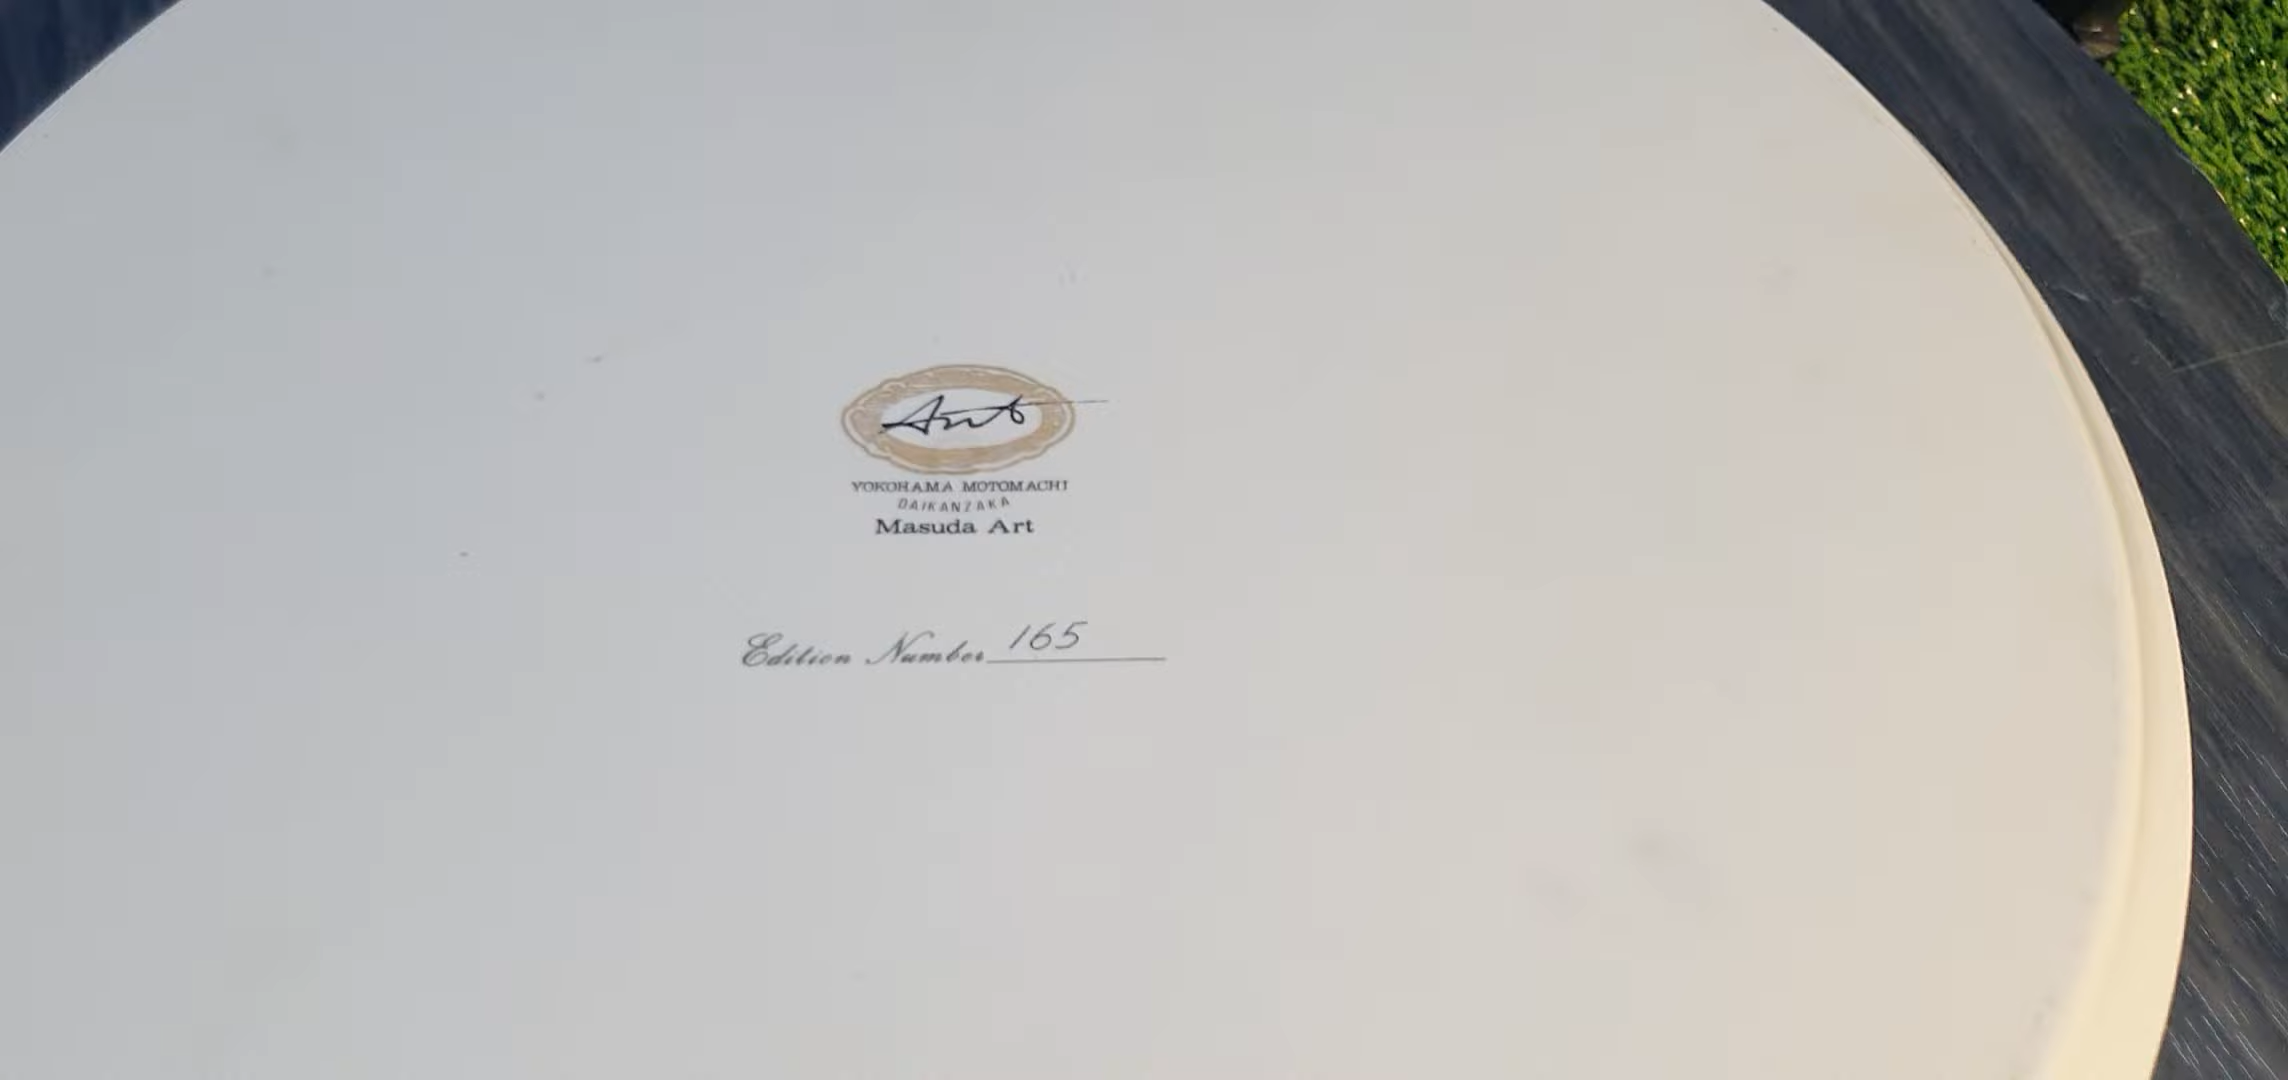 Art
YOKOHAMA MOTOMACHI
DAIKANZAKA
Masuda Art
Edition Number 165